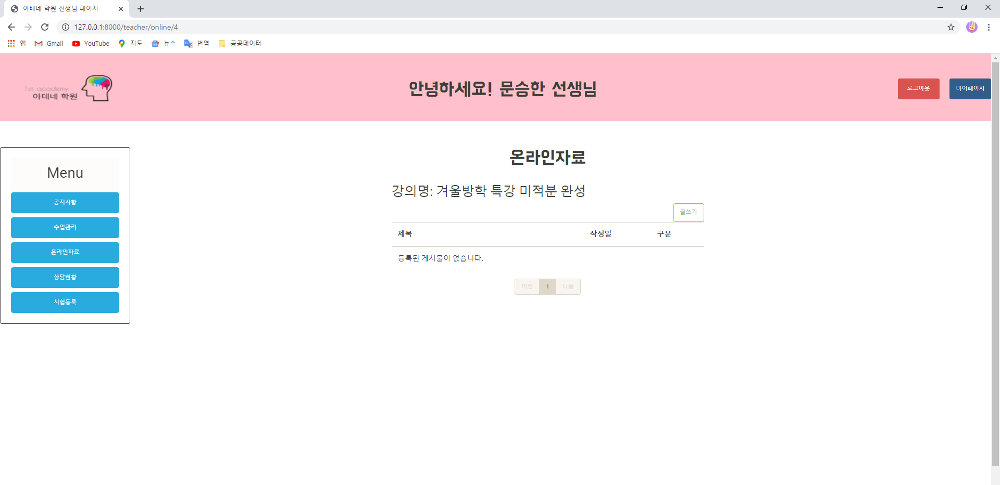 아테네 학원 선생님 페이지
127.0.0.1:8000/teacher/online/4
앱 Gmail YouTube 지도 뉴스 번역 공공데이터
1st. academy
아테네 학원
안녕하세요! 문승한 선생님
로그아웃
마이페이지
Menu
공지사항
수업관리
온라인자료
상담현황
시험등록
온라인자료
강의명: 겨울방학 특강 미적분 완성
글쓰기
제목 작성일 구분
등록된 게시물이 없습니다.
이전 1 다음